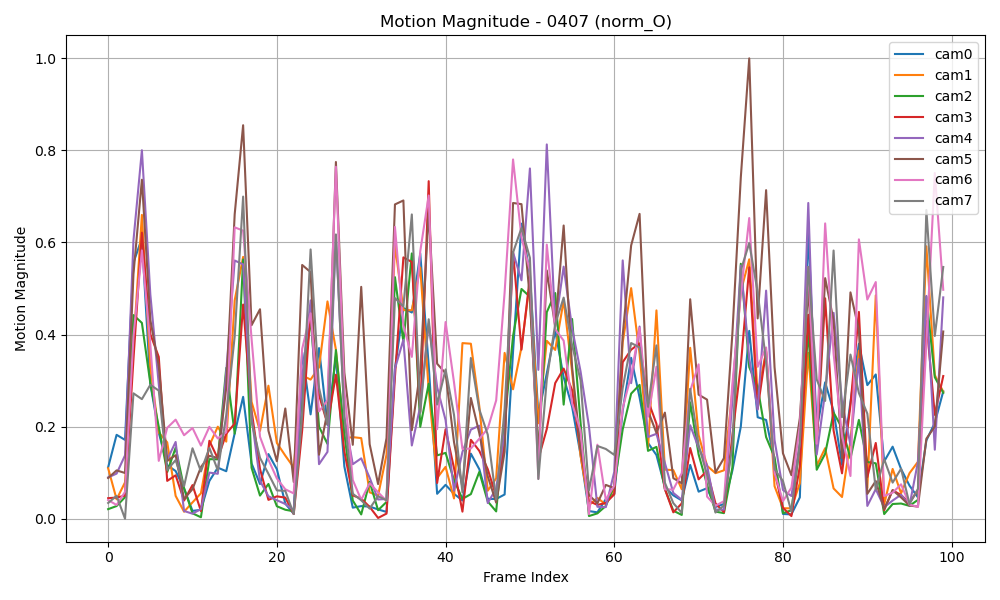 Motion Magnitude - 0407 (norm_O)
Motion Magnitude
1.0
0.8
0.6
0.4
0.2
0.0
0
20
40
60
80
100
Frame Index
cam0
cam1
cam2
cam3
cam4
cam5
cam6
cam7